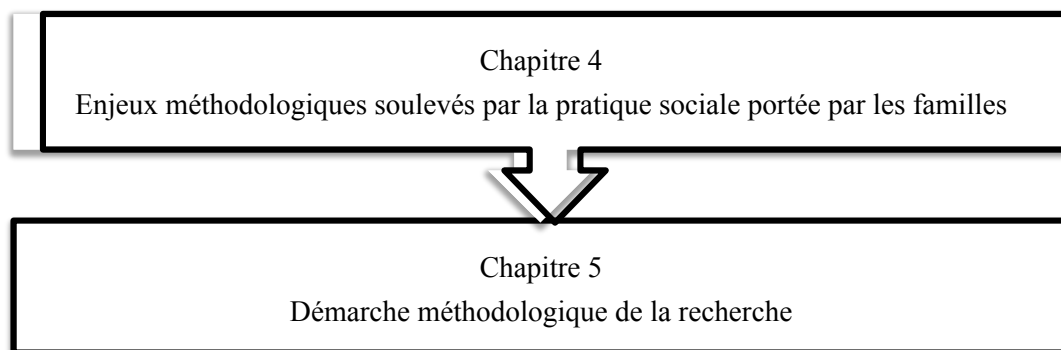 Chapitre 4
Enjeux méthodologiques soulevés par la pratique sociale portée par les familles
Chapitre 5
Démarche méthodologique de la recherche